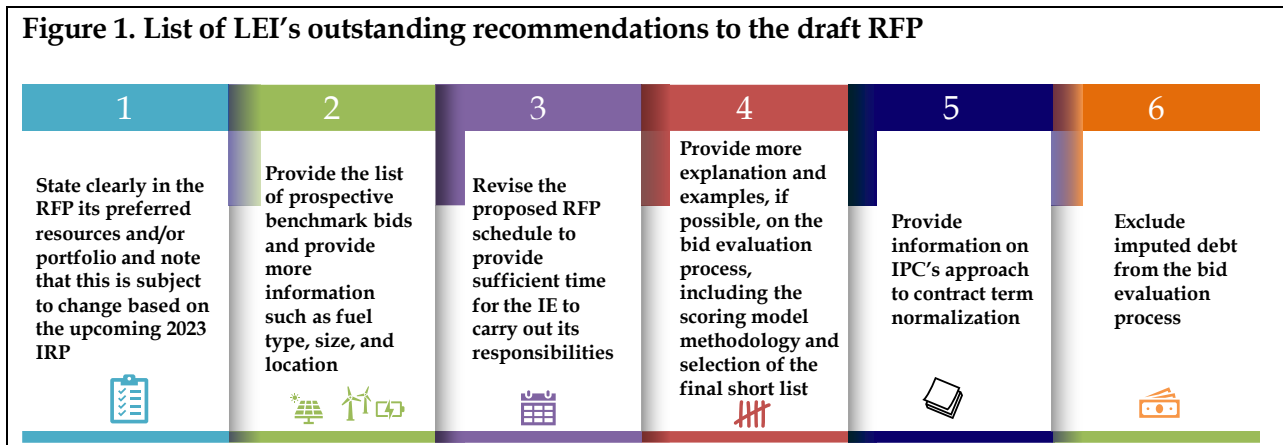 Figure 1. List of LEI's outstanding recommendations to the draft RFP
1
State clearly in the
RFP its preferred
resources and/or
portfolio and note
that this is subject
to change based on
the upcoming 2023
IRP
2
Provide the list
of prospective
benchmark bids
and provide
more
information
such as fuel
type, size, and
location
3
Revise the
proposed RFP
schedule to
provide
sufficient time
for the IE to
carry out its
responsibilities
4
Provide more
explanation and
examples, if
possible, on the
bid evaluation
process,
including the
scoring model
methodology and
selection of the
final short list
5
Provide
information on
IPC's approach
to contract term
normalization
6
Exclude
imputed debt
from the bid
evaluation
process